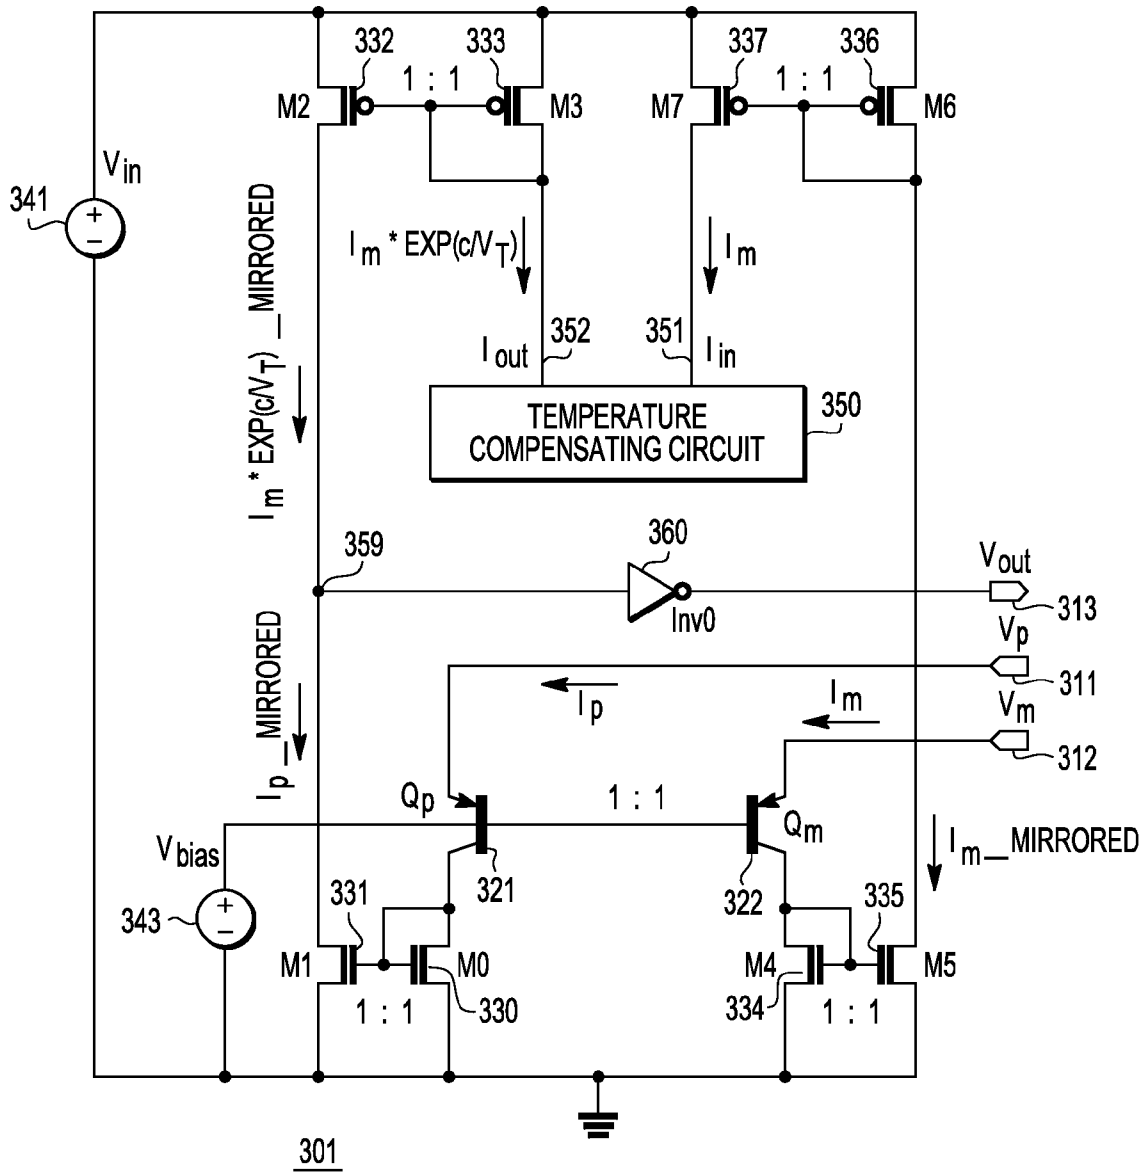 332
1 : 1
333
337
1 : 1
336
M2
M3
M7
M6
Vin
341
+
−
Im * EXP(c/VT) _ MIRRORED
Im * EXP(c/VT)
Im
Iout
352
351
Iin
TEMPERATURE
COMPENSATING CIRCUIT
350
359
360
Inv0
Vout
313
Vp
311
Ip
Im
Vm
312
Ip _ MIRRORED
Qp
1 : 1
Qm
Vbias
343
+
−
321
322
Im _ MIRRORED
331
335
M1
M0
M4
M5
1 : 1
330
334
1 : 1
301